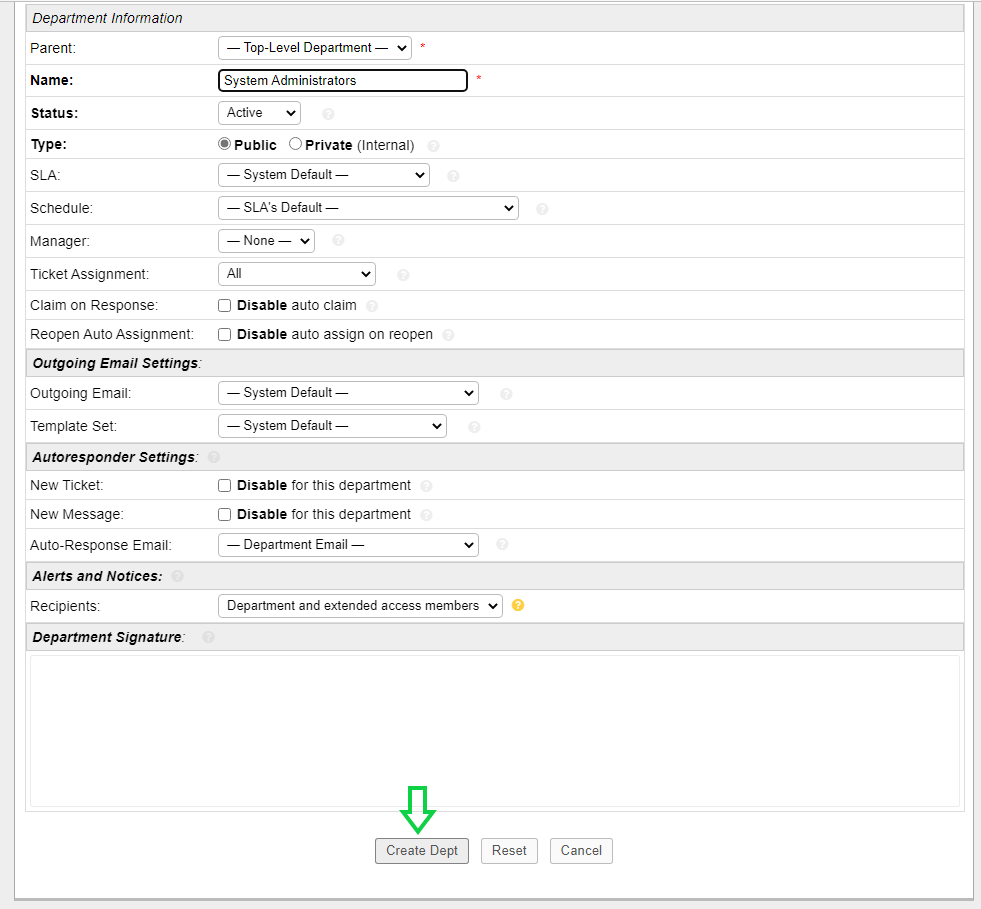 Department Information
Parent: — Top-Level Department — *
Name: System Administrators *
Status: Active ?
Type: Public Private (Internal) ?
SLA: — System Default — ?
Schedule: — SLA's Default — ?
Manager: — None — ?
Ticket Assignment: All ?
Claim on Response: Disable auto claim ?
Reopen Auto Assignment: Disable auto assign on reopen ?
Outgoing Email Settings:
Outgoing Email: — System Default — ?
Template Set: — System Default — ?
Autoresponder Settings: ?
New Ticket: Disable for this department ?
New Message: Disable for this department ?
Auto-Response Email: — Department Email — ?
Alerts and Notices: ?
Recipients: Department and extended access members ?
Department Signature: ?
Create Dept Reset Cancel